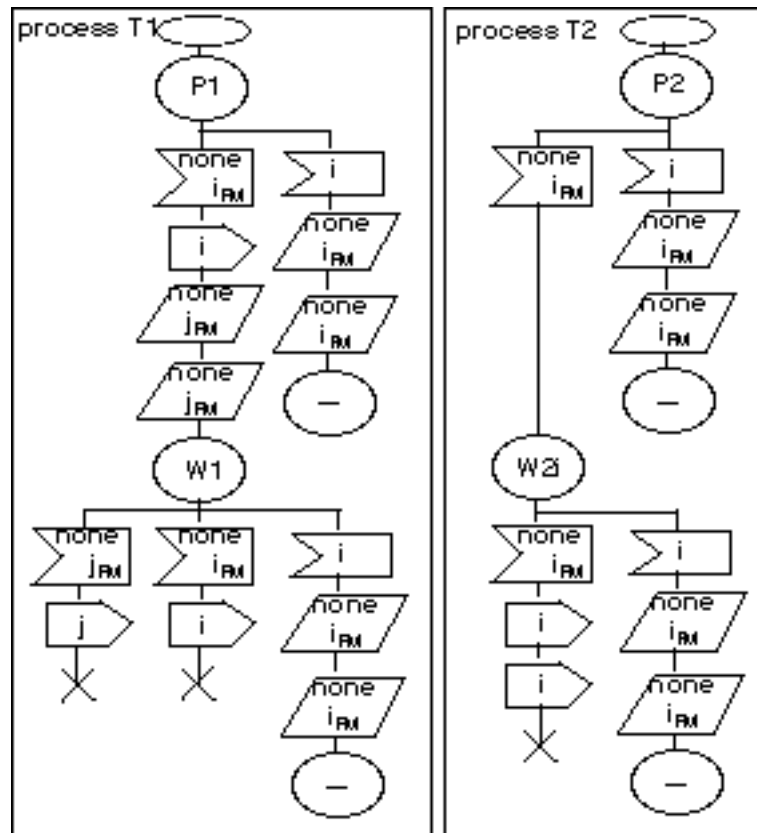 process T1
P1
none
iRM
i
none
jRM
none
jRM
i
none
iRM
none
iRM
–
W1
none
jRM
j
none
iRM
i
i
none
iRM
none
iRM
–
process T2
P2
none
iRM
i
none
iRM
none
iRM
–
W2i
none
iRM
i
i
i
none
iRM
none
iRM
–